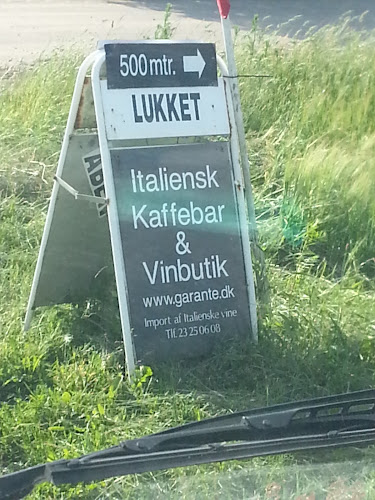 500 mtr.
LUKKET
Italiensk
Kaffebar
&
Vinbutik
www.garante.dk
Import af Italienske vine
Tlf. 23 25 06 08